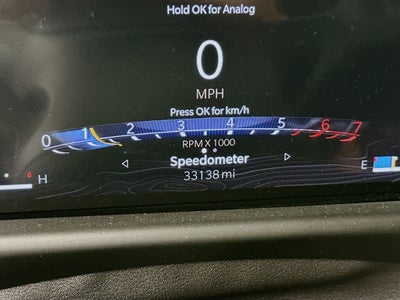 Hold OK for Analog
0
MPH
Press OK for km/h
0 1 2 3 4 5 6 7
RPM X 1000
Speedometer
H
E
33138 mi